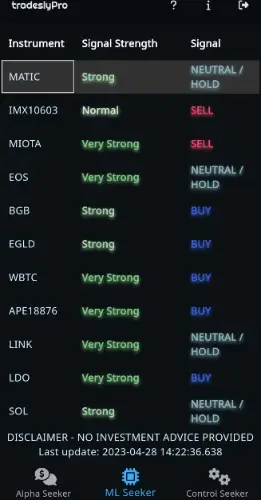 tradeslyPro ? i
Instrument Signal Strength Signal
MATIC Strong NEUTRAL /
HOLD
IMX10603 Normal SELL
MIOTA Very Strong SELL
EOS Very Strong NEUTRAL /
HOLD
BGB Strong BUY
EGLD Strong BUY
WBTC Very Strong BUY
APE18876 Very Strong BUY
LINK Very Strong NEUTRAL /
HOLD
LDO Very Strong BUY
SOL Strong NEUTRAL /
HOLD
DISCLAIMER - NO INVESTMENT ADVICE PROVIDED
Last update: 2023-04-28 14:22:36.638
Alpha Seeker ML Seeker Control Seeker